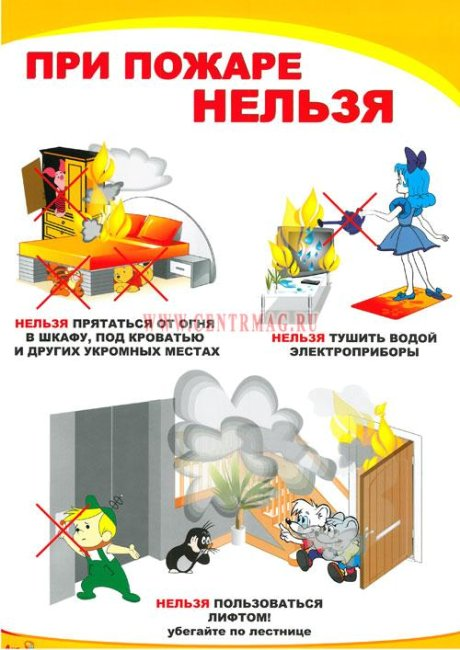 ПРИ ПОЖАРЕ
НЕЛЬЗЯ
WWW.CENTRMAG.RU
НЕЛЬЗЯ ПРЯТАТЬСЯ ОТ ОГНЯ
В ШКАФУ, ПОД КРОВАТЬЮ
И ДРУГИХ УКРОМНЫХ МЕСТАХ
НЕЛЬЗЯ ТУШИТЬ ВОДОЙ
ЭЛЕКТРОПРИБОРЫ
НЕЛЬЗЯ ПОЛЬЗОВАТЬСЯ
ЛИФТОМ!
убегайте по лестнице